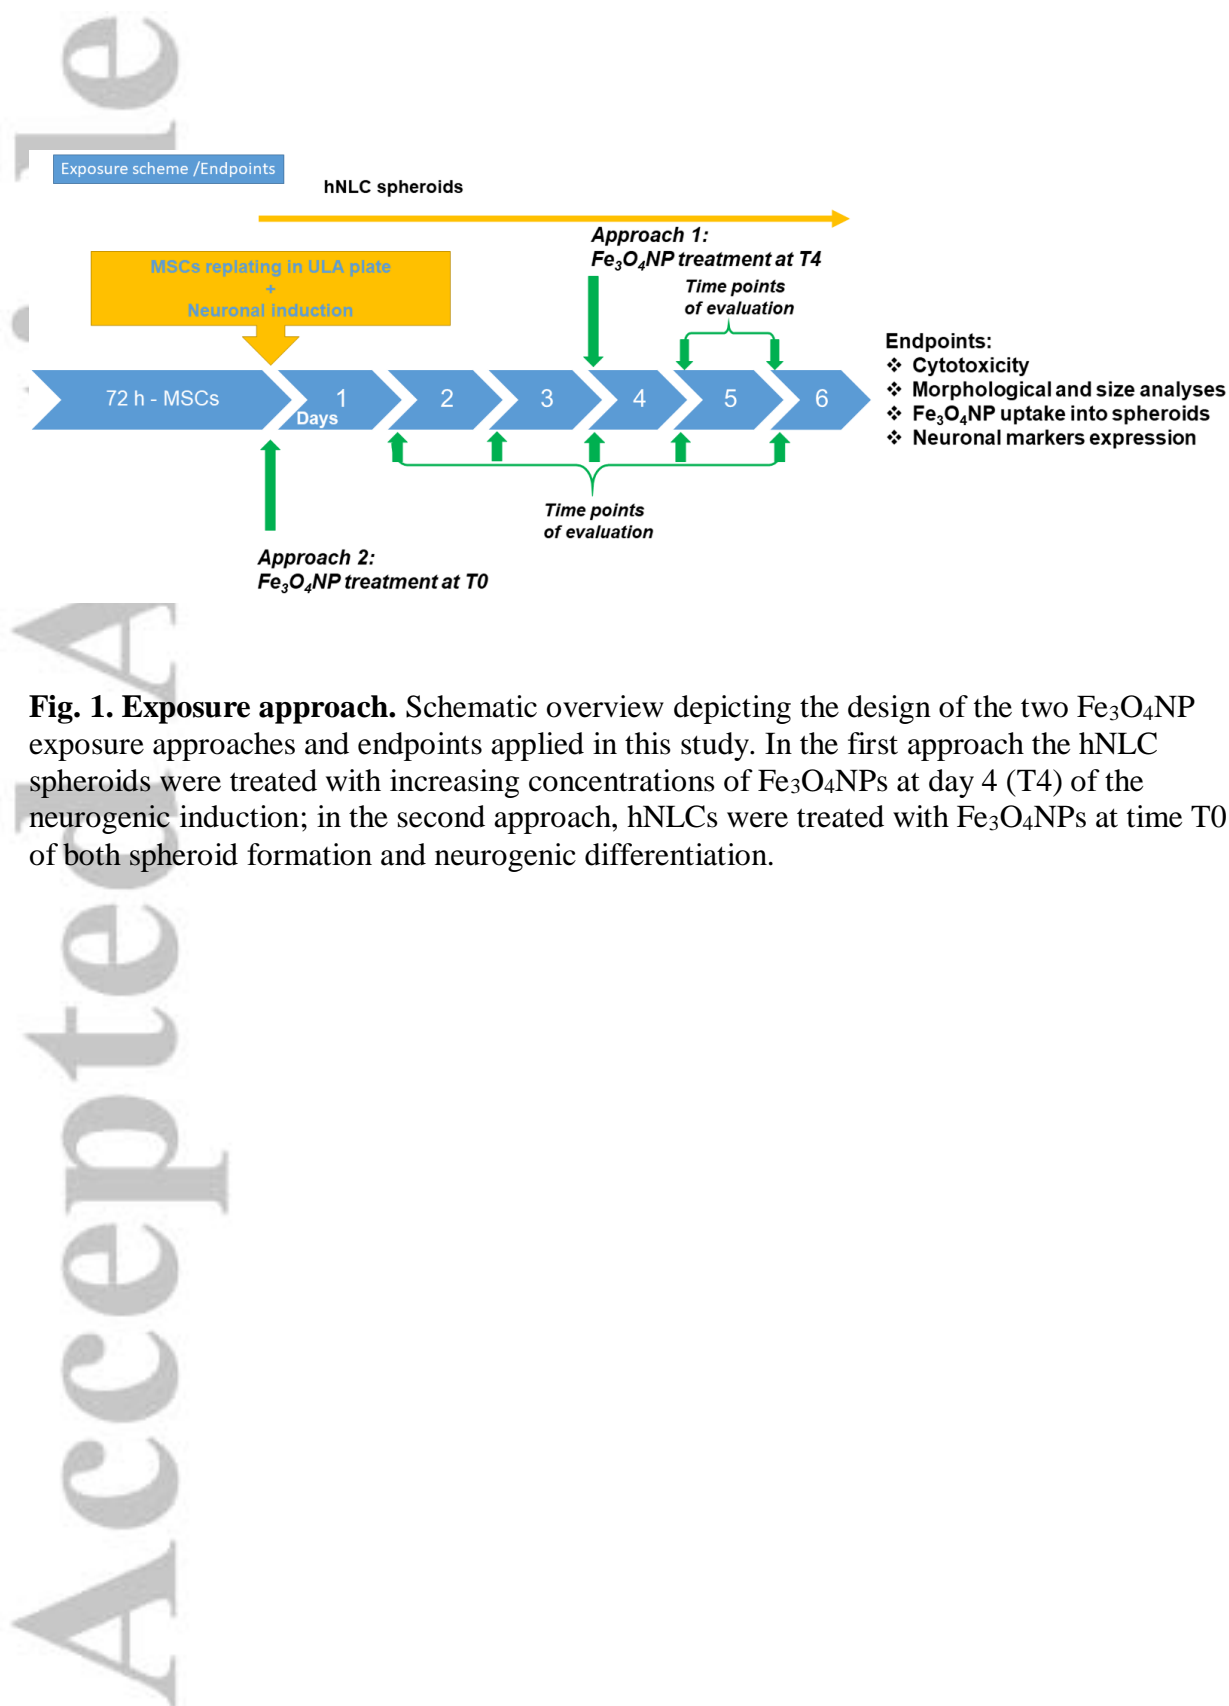 Exposure scheme /Endpoints
hNLC spheroids
Approach 1:
Fe₃O₄NP treatment at T4
MSCs replating in ULA plate
+
Neuronal induction
Time points
of evaluation
72 h - MSCs
1
2
3
4
5
6
Days
Endpoints:
❖ Cytotoxicity
❖ Morphological and size analyses
❖ Fe₃O₄NP uptake into spheroids
❖ Neuronal markers expression
Time points
of evaluation
Approach 2:
Fe₃O₄NP treatment at T0
Fig. 1. Exposure approach. Schematic overview depicting the design of the two Fe₃O₄NP
exposure approaches and endpoints applied in this study. In the first approach the hNLC
spheroids were treated with increasing concentrations of Fe₃O₄NPs at day 4 (T4) of the
neurogenic induction; in the second approach, hNLCs were treated with Fe₃O₄NPs at time T0
of both spheroid formation and neurogenic differentiation.
Accepted A
le